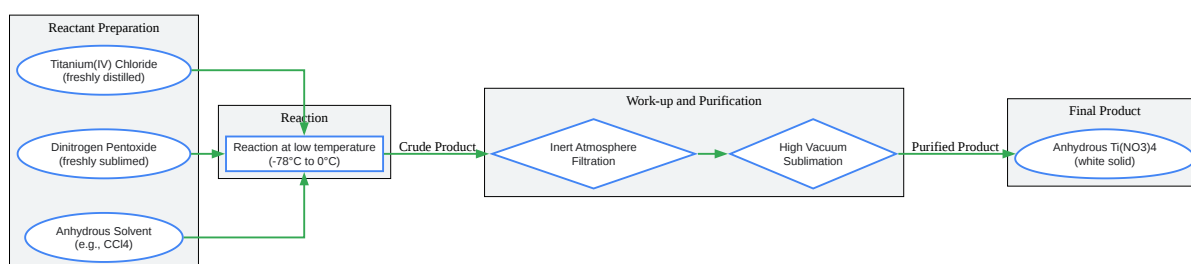 Reactant Preparation
Titanium(IV) Chloride
(freshly distilled)
Dinitrogen Pentoxide
(freshly sublimed)
Anhydrous Solvent
(e.g., CCl4)
Reaction
Reaction at low temperature
(-78°C to 0°C)
Crude Product
Work-up and Purification
Inert Atmosphere
Filtration
High Vacuum
Sublimation
Purified Product
Final Product
Anhydrous Ti(NO3)4
(white solid)